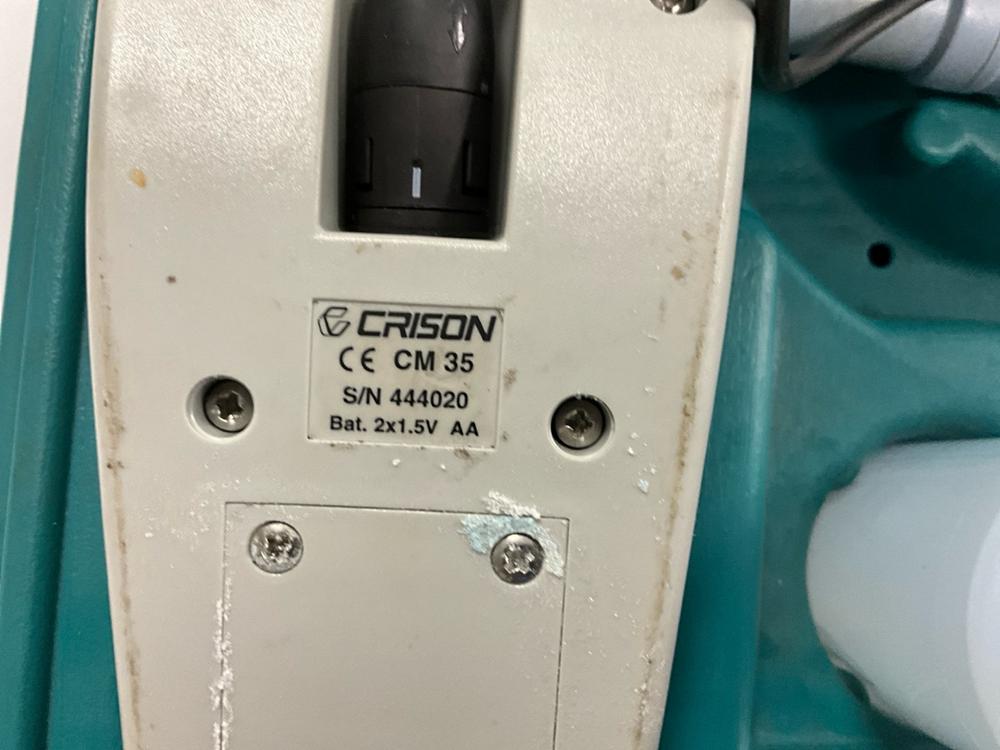 CRISON
CE CM 35
S/N 444020
Bat. 2x1.5V AA